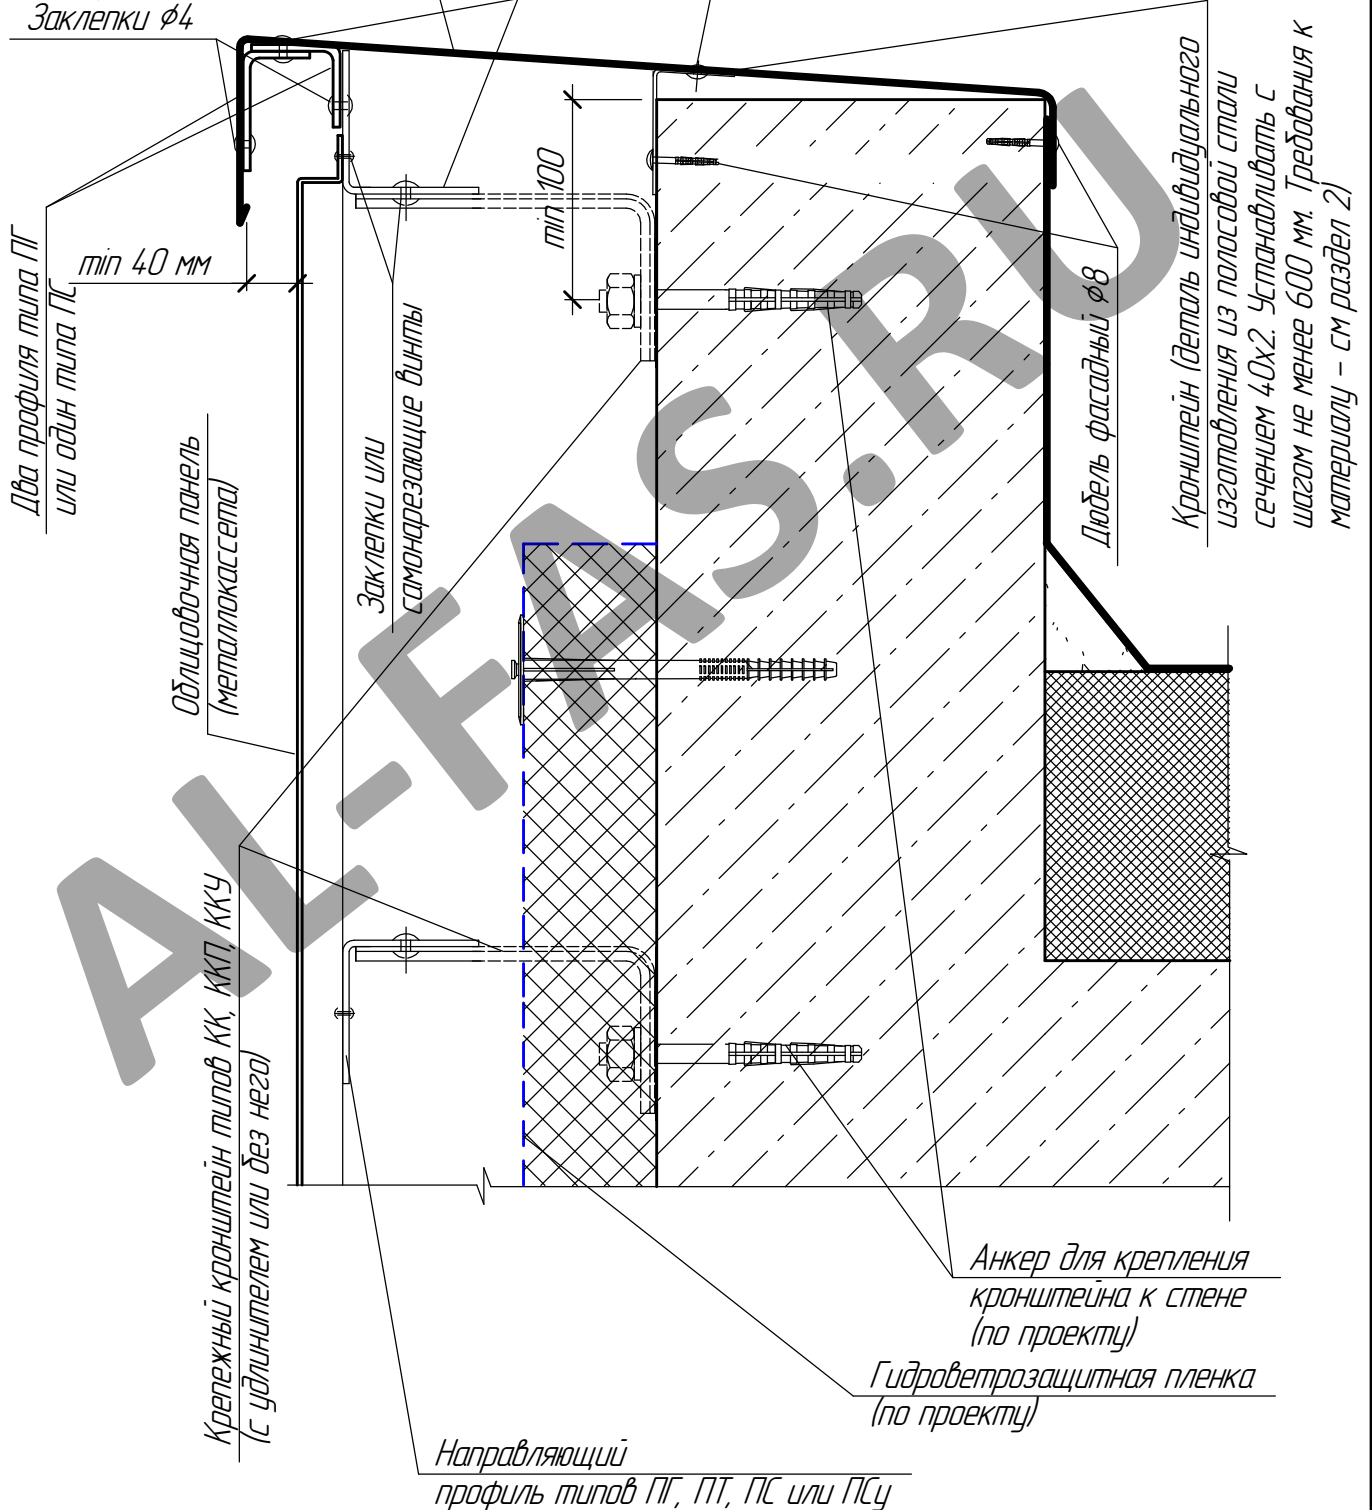 Заклепки ϕ4
Два профиля типа ПГ
или один типа ПС
min 40 мм
min 100
Кронштейн (деталь индивидуального
изготовления из полосовой стали
сечением 40х2. Устанавливать с
шагом не менее 600 мм. Требования к
материалу – см раздел 2)
Дюбель фасадный ϕ8
Облицовочная панель
(металлокассета)
Заклепки или
самонарезающие винты
Крепежный кронштейн типов КК, ККП, ККУ
(с удлинителем или без него)
Анкер для крепления
кронштейна к стене
(по проекту)
Гидроветрозащитная пленка
(по проекту)
Направляющий
профиль типов ПГ, ПТ, ПС или ПСу
AL-FAS.RU